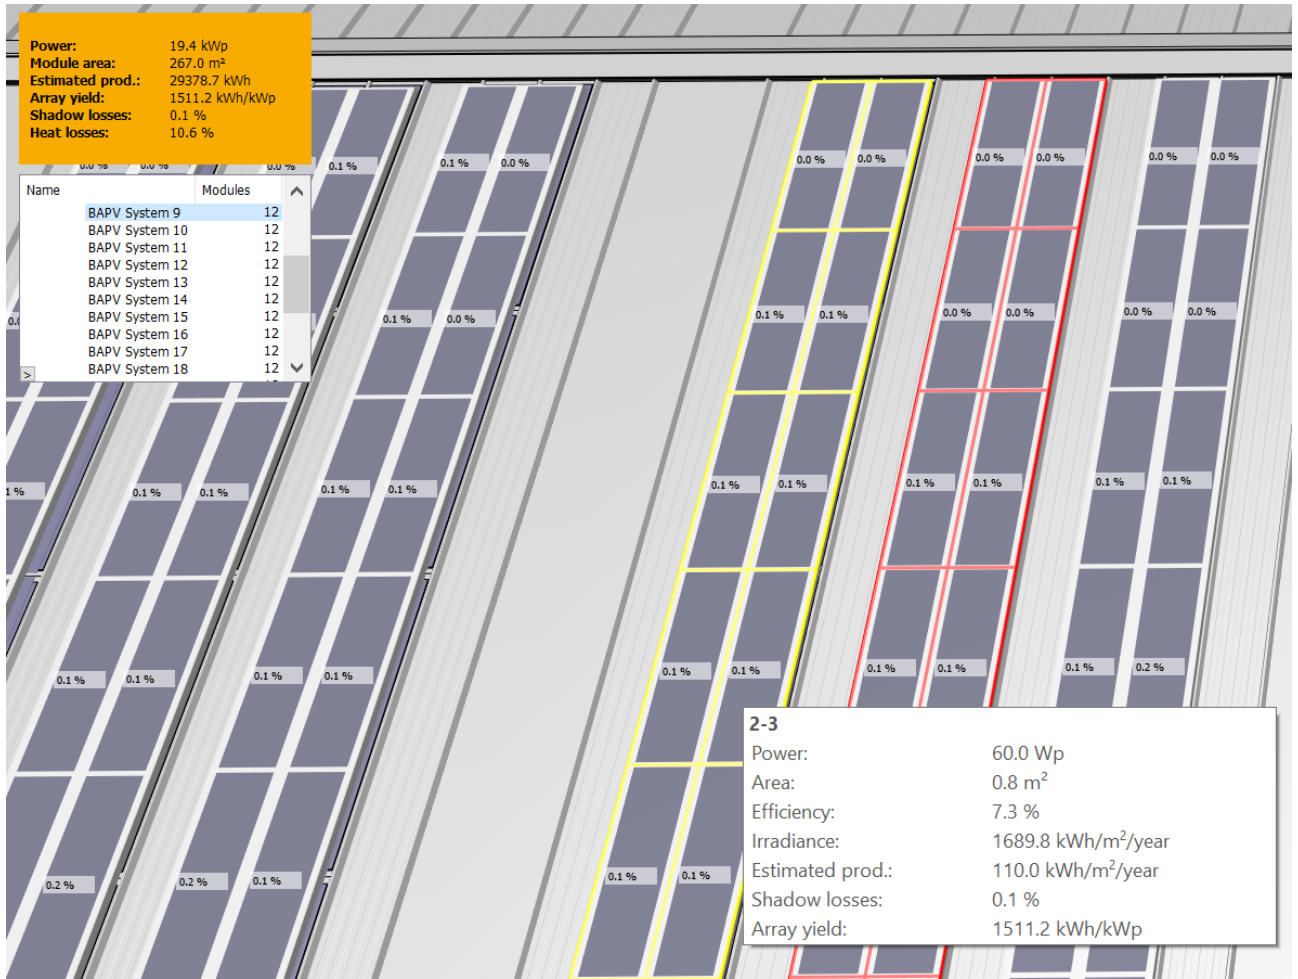 Power: 19.4 kWp
Module area: 267.0 m²
Estimated prod.: 29378.7 kWh
Array yield: 1511.2 kWh/kWp
Shadow losses: 0.1 %
Heat losses: 10.6 %
0.0 % 0.0 % 0.0 % 0.1 % 0.1 % 0.0 % 0.0 % 0.0 % 0.0 % 0.0 % 0.0 % 0.0 %
Name Modules
BAPV System 9 12
BAPV System 10 12
BAPV System 11 12
BAPV System 12 12
BAPV System 13 12
BAPV System 14 12
BAPV System 15 12
BAPV System 16 12
BAPV System 17 12
BAPV System 18 12
>
0.1 % 0.0 % 0.1 % 0.1 % 0.0 % 0.0 % 0.0 % 0.0 %
1 % 0.1 % 0.1 % 0.1 % 0.1 % 0.1 % 0.1 % 0.1 % 0.1 % 0.1 % 0.1 %
0.1 % 0.1 % 0.1 % 0.1 % 0.1 % 0.1 % 0.1 % 0.1 % 0.1 % 0.2 %
0.2 % 0.2 % 0.1 % 0.1 % 0.1 %
2-3
Power: 60.0 Wp
Area: 0.8 m²
Efficiency: 7.3 %
Irradiance: 1689.8 kWh/m²/year
Estimated prod.: 110.0 kWh/m²/year
Shadow losses: 0.1 %
Array yield: 1511.2 kWh/kWp